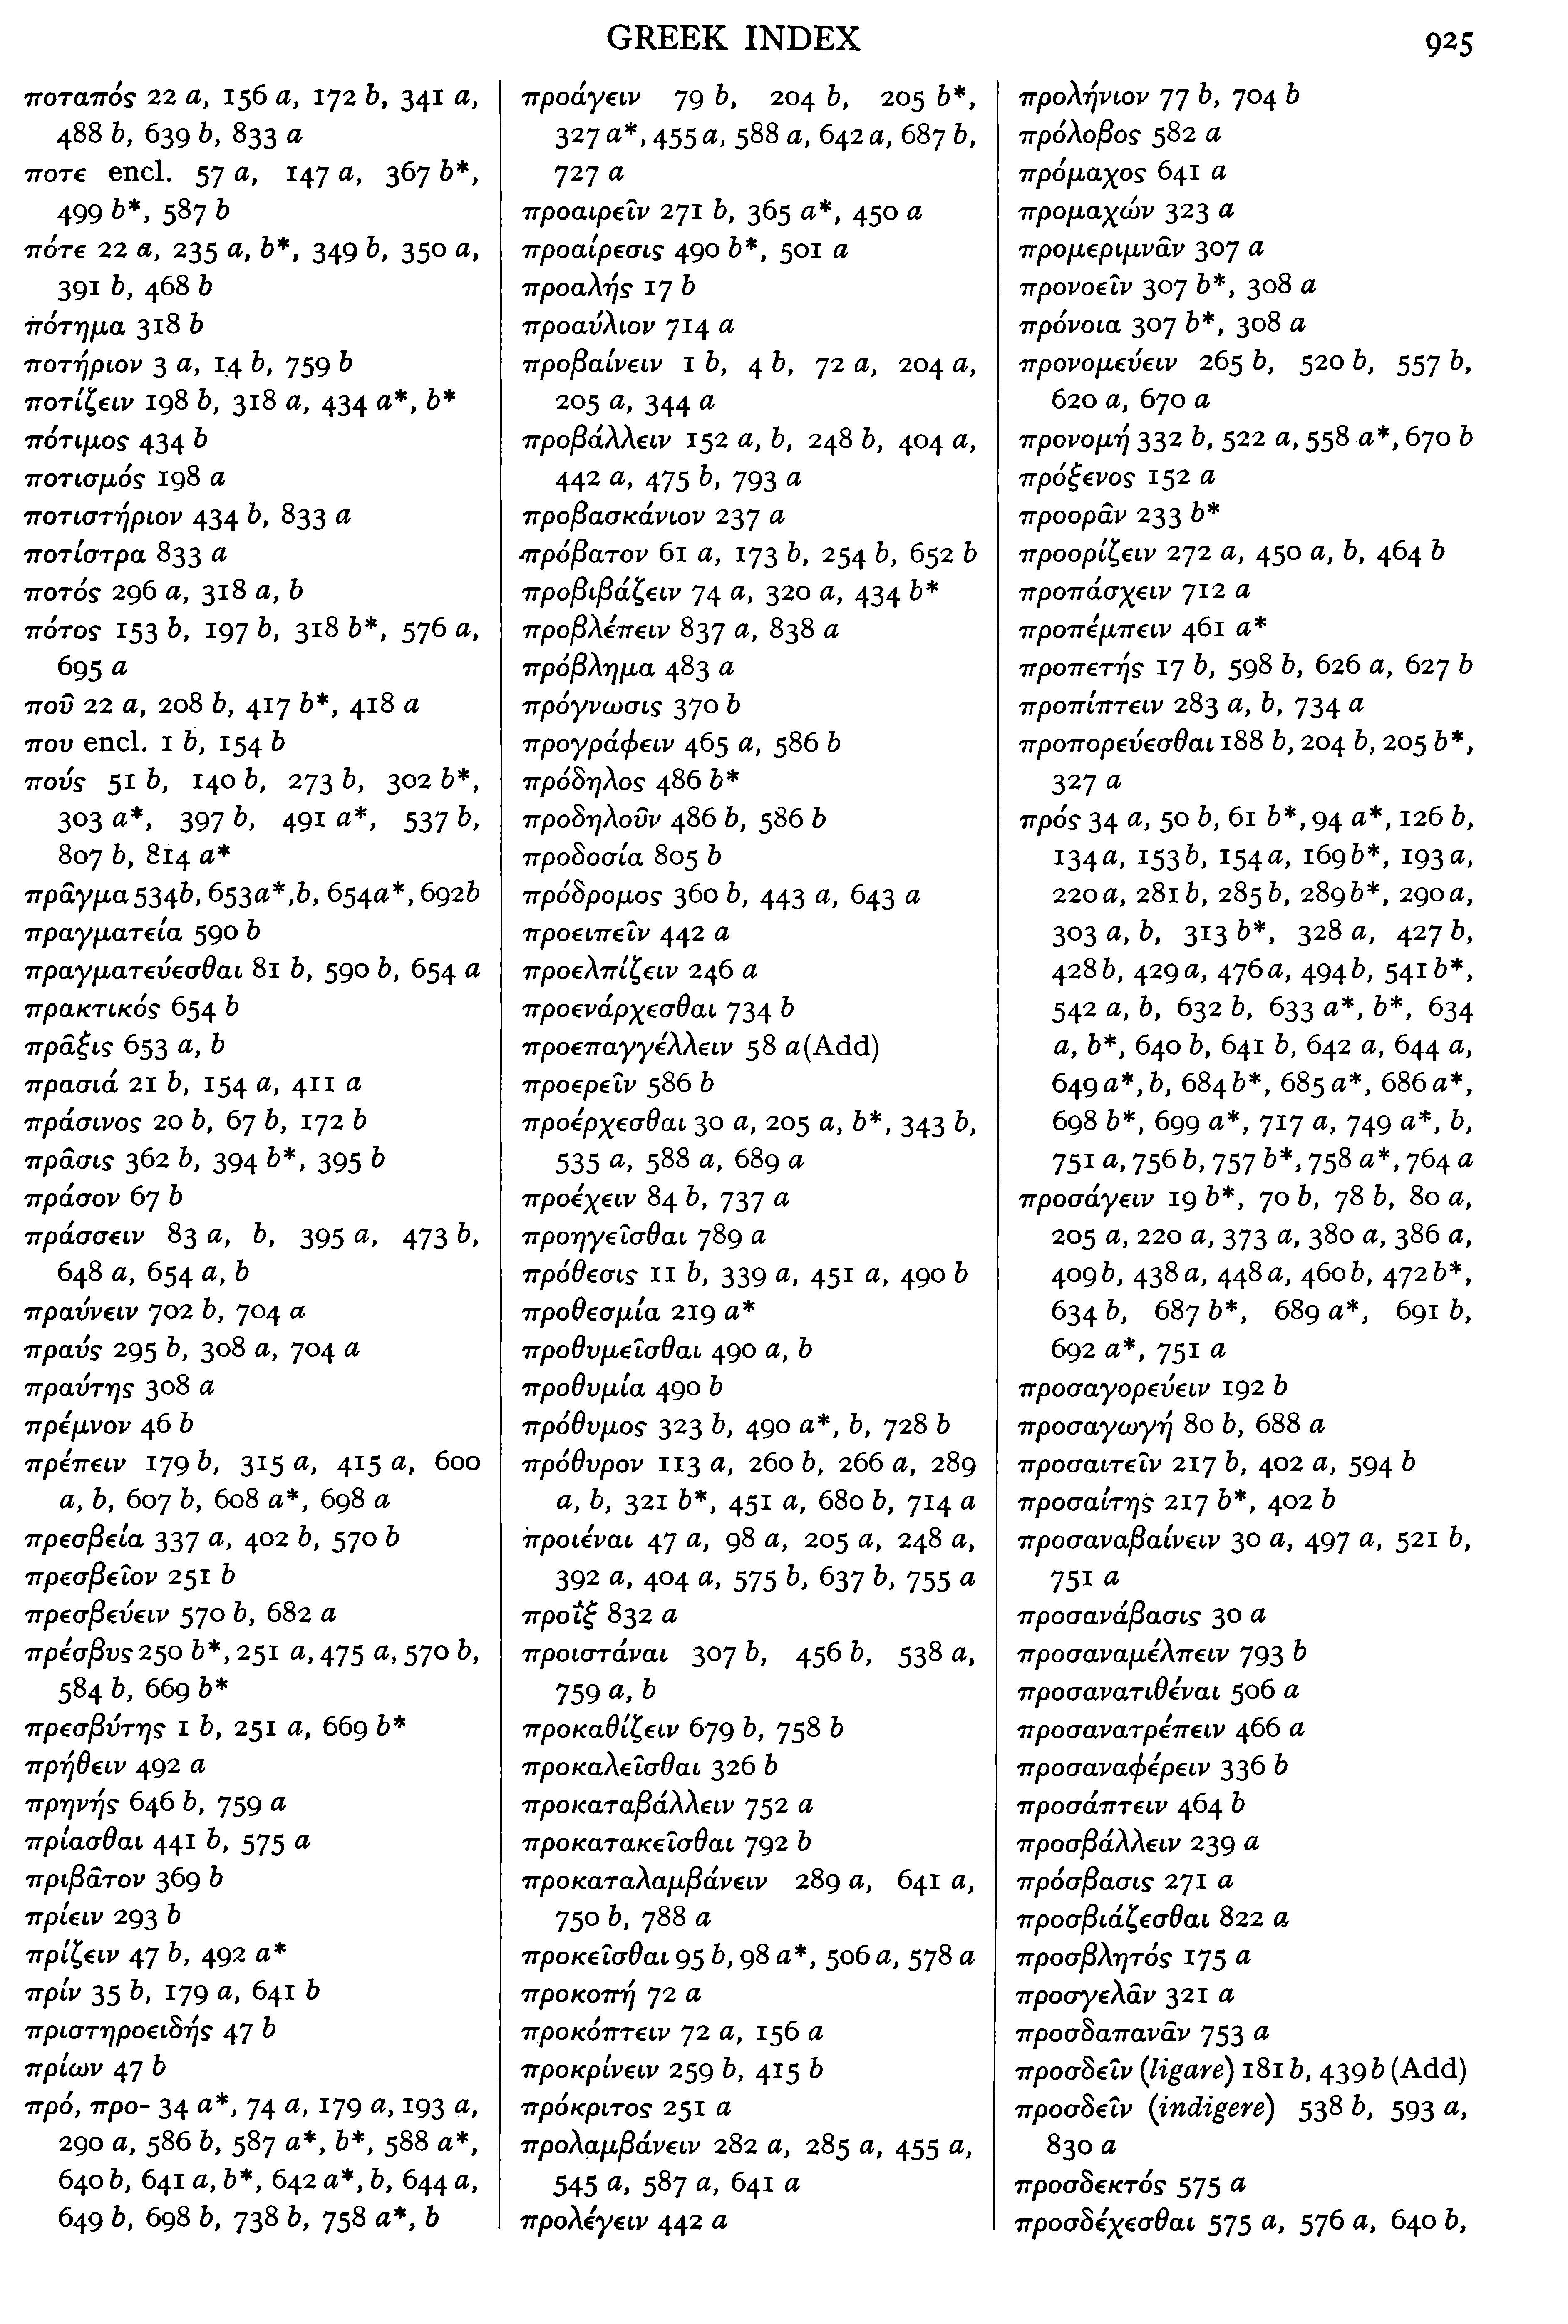 GREEK INDEX
925
ποταπός 22 a, 156 a, 172 b, 341 a,
488 b, 639 b, 833 a
ποτε encl. 57 a, 147 a, 367 b*,
499 b*, 587 b
πότε 22 a, 235 a, b*, 349 b, 350 a,
391 b, 468 b
πότημα 318 b
ποτήριον 3 a, 14 b, 759 b
ποτίζειν 198 b, 318 a, 434 a*, b*
πότιμος 434 b
ποτισμός 198 a
ποτιστήριον 434 b, 833 a
ποτίστρα 833 a
ποτός 296 a, 318 a, b
πότος 153 b, 197 b, 318 b*, 576 a,
695 a
ποῦ 22 a, 208 b, 417 b*, 418 a
που encl. 1 b, 154 b
πούς 51 b, 140 b, 273 b, 302 b*,
303 a*, 397 b, 491 a*, 537 b,
807 b, 814 a*
πρᾶγμα 534b, 653a*,b, 654a*, 692b
πραγματεία 590 b
πραγματεύεσθαι 81 b, 590 b, 654 a
πρακτικός 654 b
πρᾶξις 653 a, b
πρασιά 21 b, 154 a, 411 a
πράσινος 20 b, 67 b, 172 b
πρᾶσις 362 b, 394 b*, 395 b
πράσον 67 b
πράσσειν 83 a, b, 395 a, 473 b,
648 a, 654 a, b
πραύνειν 702 b, 704 a
πραύς 295 b, 308 a, 704 a
πραύτης 308 a
πρέμνον 46 b
πρέπειν 179 b, 315 a, 415 a, 600
a, b, 607 b, 608 a*, 698 a
πρεσβεία 337 a, 402 b, 570 b
πρεσβεῖον 251 b
πρεσβεύειν 570 b, 682 a
πρέσβυς 250 b*, 251 a, 475 a, 570 b,
584 b, 669 b*
πρεσβύτης 1 b, 251 a, 669 b*
πρήθειν 492 a
πρηνής 646 b, 759 a
πρίασθαι 441 b, 575 a
πριβᾶτον 369 b
πρίειν 293 b
πρίζειν 47 b, 492 a*
πρίν 35 b, 179 a, 641 b
πριστηροειδής 47 b
πρίων 47 b
πρό, προ- 34 a*, 74 a, 179 a, 193 a,
290 a, 586 b, 587 a*, b*, 588 a*,
640 b, 641 a, b*, 642 a*, b, 644 a,
649 b, 698 b, 738 b, 758 a*, b
προάγειν 79 b, 204 b, 205 b*,
327 a*, 455 a, 588 a, 642 a, 687 b,
727 a
προαιρεῖν 271 b, 365 a*, 450 a
προαίρεσις 490 b*, 501 a
προαλής 17 b
προαύλιον 714 a
προβαίνειν 1 b, 4 b, 72 a, 204 a,
205 a, 344 a
προβάλλειν 152 a, b, 248 b, 404 a,
442 a, 475 b, 793 a
προβασκάνιον 237 a
πρόβατον 61 a, 173 b, 254 b, 652 b
προβιβάζειν 74 a, 320 a, 434 b*
προβλέπειν 837 a, 838 a
πρόβλημα 483 a
πρόγνωσις 370 b
προγράφειν 465 a, 586 b
πρόδηλος 486 b*
προδηλοῦν 486 b, 586 b
προδοσία 805 b
πρόδρομος 360 b, 443 a, 643 a
προειπεῖν 442 a
προελπίζειν 246 a
προενάρχεσθαι 734 b
προεπαγγέλλειν 58 a (Add)
προερεῖν 586 b
προέρχεσθαι 30 a, 205 a, b*, 343 b,
535 a, 588 a, 689 a
προέχειν 84 b, 737 a
προηγεῖσθαι 789 a
πρόθεσις 11 b, 339 a, 451 a, 490 b
προθεσμία 219 a*
προθυμεῖσθαι 490 a, b
προθυμία 490 b
πρόθυμος 323 b, 490 a*, b, 728 b
πρόθυρον 113 a, 260 b, 266 a, 289
a, b, 321 b*, 451 a, 680 b, 714 a
προιέναι 47 a, 98 a, 205 a, 248 a,
392 a, 404 a, 575 b, 637 b, 755 a
προΐξ 832 a
προιστάναι 307 b, 456 b, 538 a,
759 a, b
προκαθίζειν 679 b, 758 b
προκαλεῖσθαι 326 b
προκαταβάλλειν 752 a
προκατακεῖσθαι 792 b
προκαταλαμβάνειν 289 a, 641 a,
750 b, 788 a
προκεῖσθαι 95 b, 98 a*, 506 a, 578 a
προκοπή 72 a
προκόπτειν 72 a, 156 a
προκρίνειν 259 b, 415 b
πρόκριτος 251 a
προλαμβάνειν 282 a, 285 a, 455 a,
545 a, 587 a, 641 a
προλέγειν 442 a
προλήνιον 77 b, 704 b
πρόλοβος 582 a
πρόμαχος 641 a
προμαχών 323 a
προμεριμνᾶν 307 a
προνοεῖν 307 b*, 308 a
πρόνοια 307 b*, 308 a
προνομεύειν 265 b, 520 b, 557 b,
620 a, 670 a
προνομή 332 b, 522 a, 558 a*, 670 b
πρόξενος 152 a
προορᾶν 233 b*
προορίζειν 272 a, 450 a, b, 464 b
προπάσχειν 712 a
προπέμπειν 461 a*
προπετής 17 b, 598 b, 626 a, 627 b
προπίπτειν 283 a, b, 734 a
προπορεύεσθαι 188 b, 204 b, 205 b*,
327 a
πρός 34 a, 50 b, 61 b*, 94 a*, 126 b,
134 a, 153 b, 154 a, 169 b*, 193 a,
220 a, 281 b, 285 b, 289 b*, 290 a,
303 a, b, 313 b*, 328 a, 427 b,
428 b, 429 a, 476 a, 494 b, 541 b*,
542 a, b, 632 b, 633 a*, b*, 634
a, b*, 640 b, 641 b, 642 a, 644 a,
649 a*, b, 684 b*, 685 a*, 686 a*,
698 b*, 699 a*, 717 a, 749 a*, b,
751 a, 756 b, 757 b*, 758 a*, 764 a
προσάγειν 19 b*, 70 b, 78 b, 80 a,
205 a, 220 a, 373 a, 380 a, 386 a,
409 b, 438 a, 448 a, 460 b, 472 b*,
634 b, 687 b*, 689 a*, 691 b,
692 a*, 751 a
προσαγορεύειν 192 b
προσαγωγή 80 b, 688 a
προσαιτεῖν 217 b, 402 a, 594 b
προσαίτης 217 b*, 402 b
προσαναβαίνειν 30 a, 497 a, 521 b,
751 a
προσανάβασις 30 a
προσαναμέλπειν 793 b
προσανατιθέναι 506 a
προσανατρέπειν 466 a
προσαναφέρειν 336 b
προσάπτειν 464 b
προσβάλλειν 239 a
πρόσβασις 271 a
προσβιάζεσθαι 822 a
προσβλητός 175 a
προσγελᾶν 321 a
προσδαπανᾶν 753 a
προσδεῖν (ligare) 181 b, 439 b (Add)
προσδεῖν (indigere) 538 b, 593 a,
830 a
προσδεκτός 575 a
προσδέχεσθαι 575 a, 576 a, 640 b,